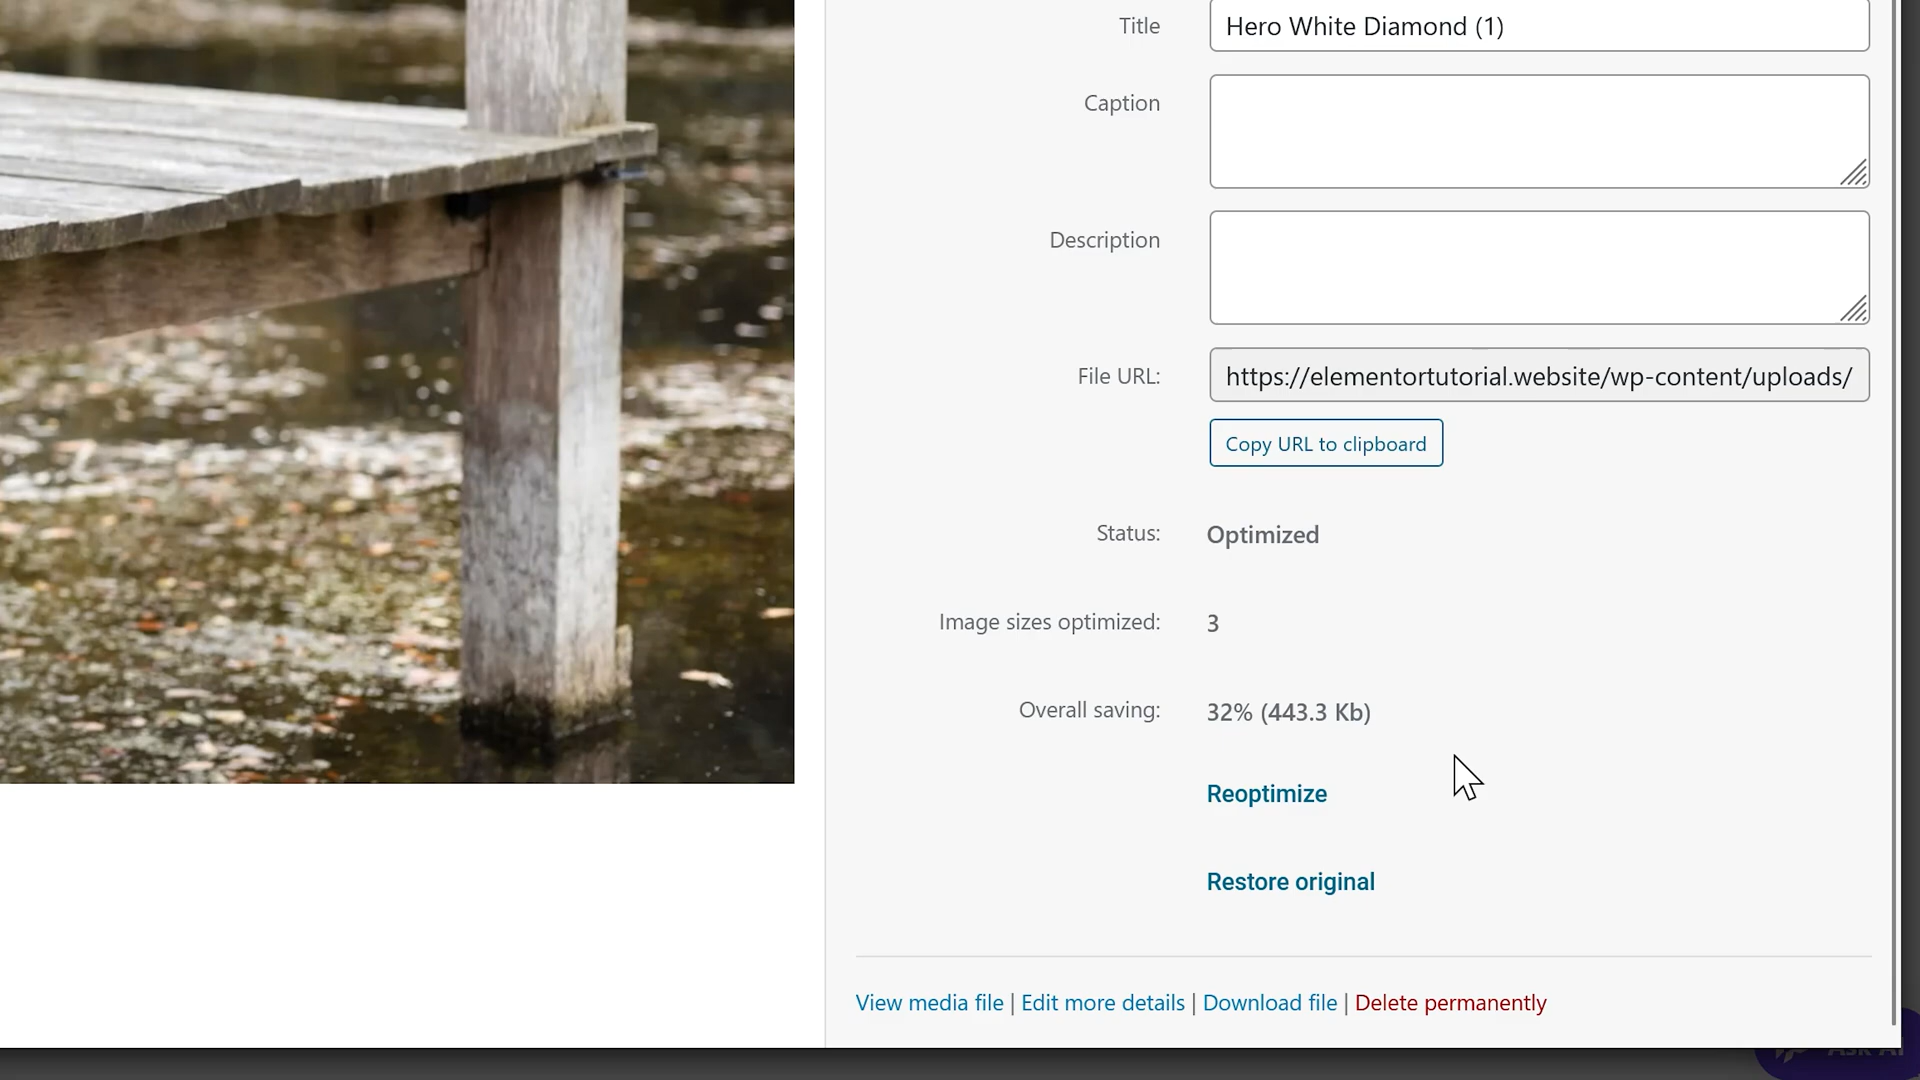 Title
Hero White Diamond (1)
Caption
Description
File URL:
https://elementortutorial.website/wp-content/uploads/
Copy URL to clipboard
Status:
Optimized
Image sizes optimized:
3
Overall saving:
32% (443.3 Kb)
Reoptimize
Restore original
View media file | Edit more details | Download file | Delete permanently